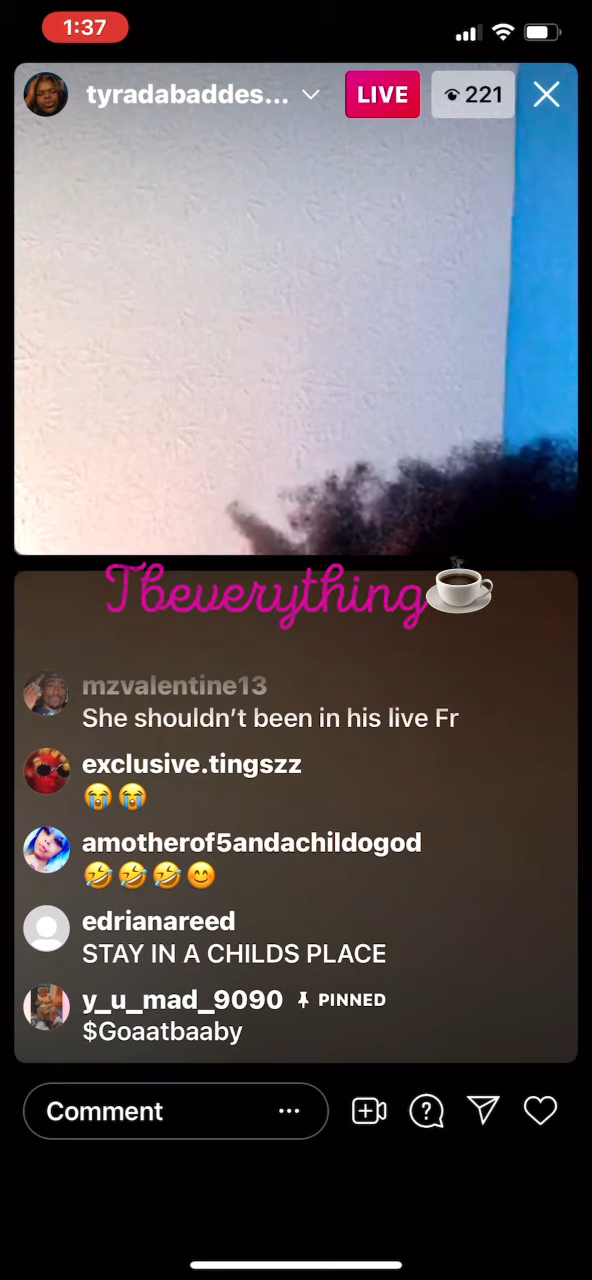 1:37
tyradabaddes...
LIVE
221
Tbeverything
mzvalentine13
She shouldn’t been in his live Fr
exclusive.tingszz
😭😭
amotherof5andachildogod
🤣🤣🤣😊
edrianareed
STAY IN A CHILDS PLACE
y_u_mad_9090 PINNED
$Goaatbaaby
Comment ...